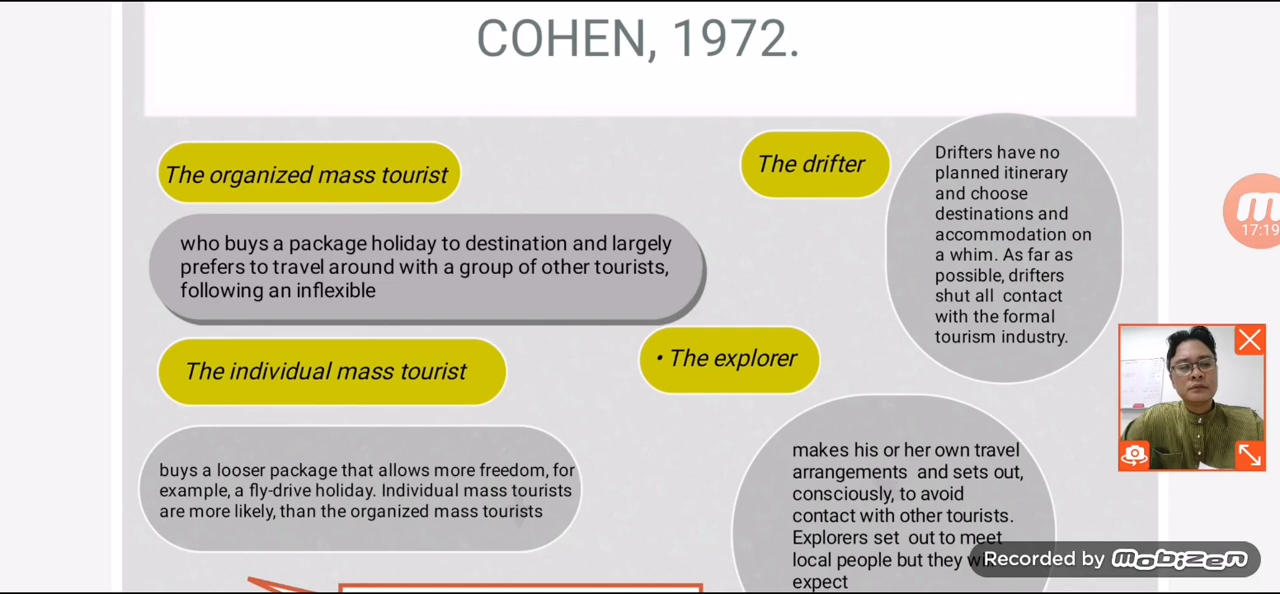 COHEN, 1972.
The organized mass tourist
who buys a package holiday to destination and largely
prefers to travel around with a group of other tourists,
following an inflexible
The individual mass tourist
buys a looser package that allows more freedom, for
example, a fly-drive holiday. Individual mass tourists
are more likely, than the organized mass tourists
The drifter
Drifters have no
planned itinerary
and choose
destinations and
accommodation on
a whim. As far as
possible, drifters
shut all contact
with the formal
tourism industry.
• The explorer
makes his or her own travel
arrangements and sets out,
consciously, to avoid
contact with other tourists.
Explorers set out to meet
local people but they
expect
17:19
Recorded by mobizen